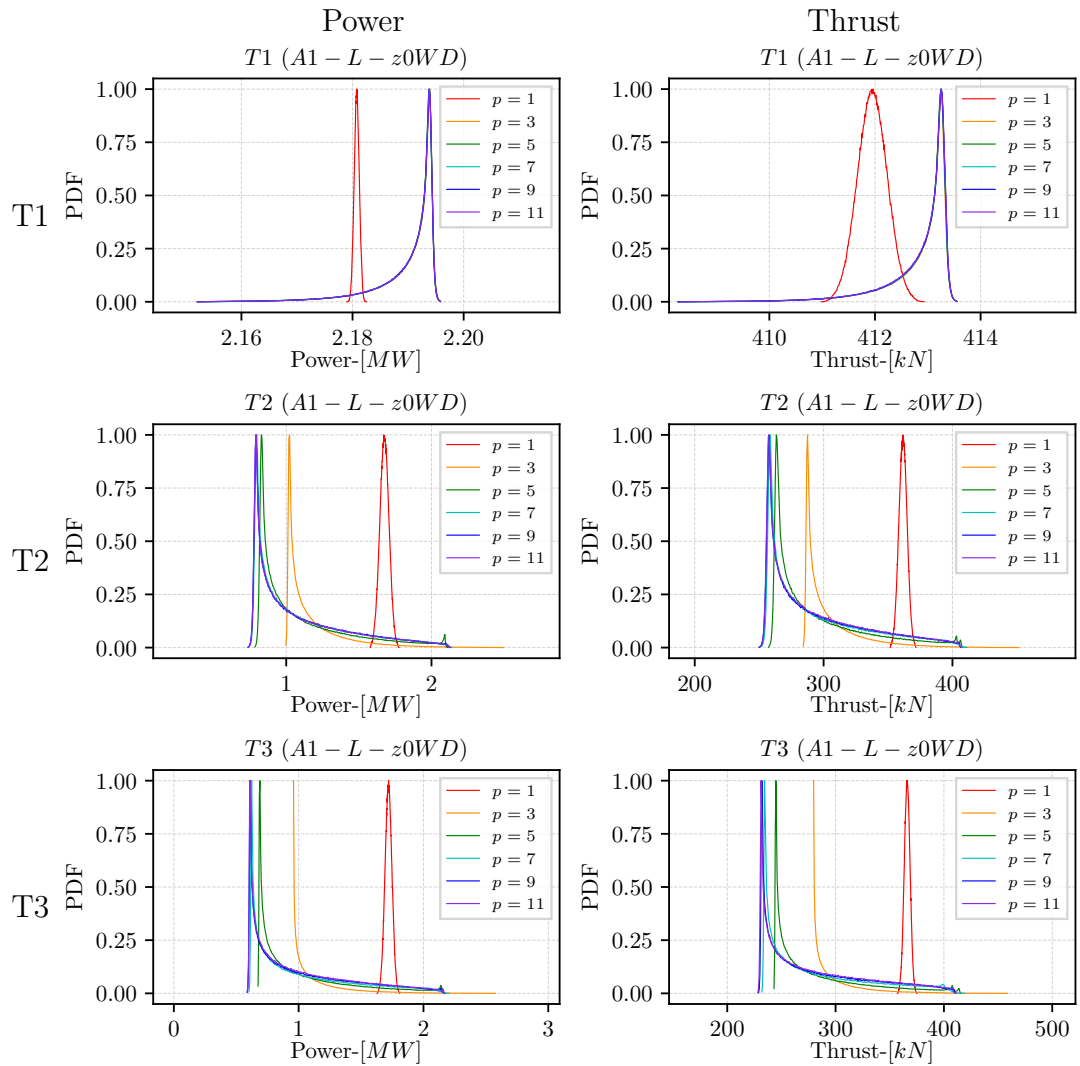 Power
Thrust
T1 (A1 − L − z0WD)
T1 (A1 − L − z0WD)
T1
PDF
1.00
0.75
0.50
0.25
0.00
p = 1
p = 3
p = 5
p = 7
p = 9
p = 11
2.16
2.18
2.20
Power-[MW]
PDF
1.00
0.75
0.50
0.25
0.00
p = 1
p = 3
p = 5
p = 7
p = 9
p = 11
410
412
414
Thrust-[kN]
T2 (A1 − L − z0WD)
T2 (A1 − L − z0WD)
T2
PDF
1.00
0.75
0.50
0.25
0.00
p = 1
p = 3
p = 5
p = 7
p = 9
p = 11
1
2
Power-[MW]
PDF
1.00
0.75
0.50
0.25
0.00
p = 1
p = 3
p = 5
p = 7
p = 9
p = 11
200
300
400
Thrust-[kN]
T3 (A1 − L − z0WD)
T3 (A1 − L − z0WD)
T3
PDF
1.00
0.75
0.50
0.25
0.00
p = 1
p = 3
p = 5
p = 7
p = 9
p = 11
0
1
2
3
Power-[MW]
PDF
1.00
0.75
0.50
0.25
0.00
p = 1
p = 3
p = 5
p = 7
p = 9
p = 11
200
300
400
500
Thrust-[kN]